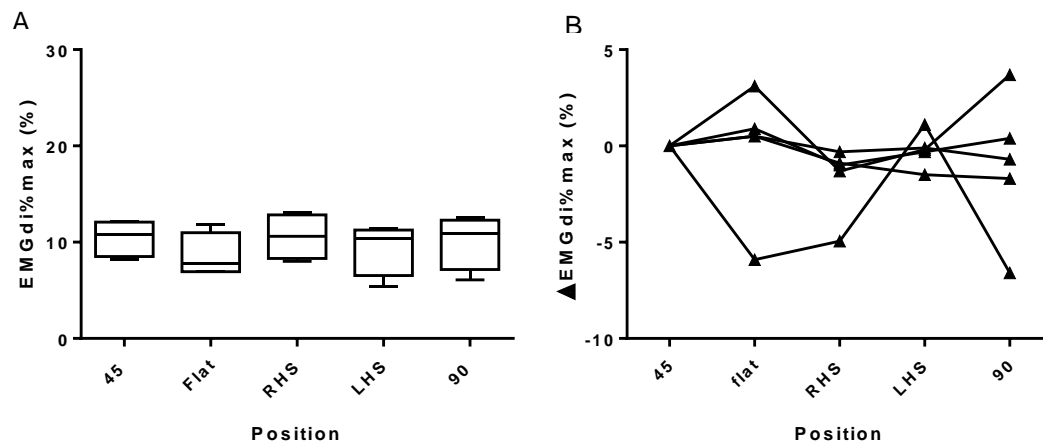 A
EMGdi%max (%)
30
20
10
0
45
Flat
RHS
LHS
90
Position
B
▲EMGdi%max (%)
5
0
-5
-10
45
flat
RHS
LHS
90
Position